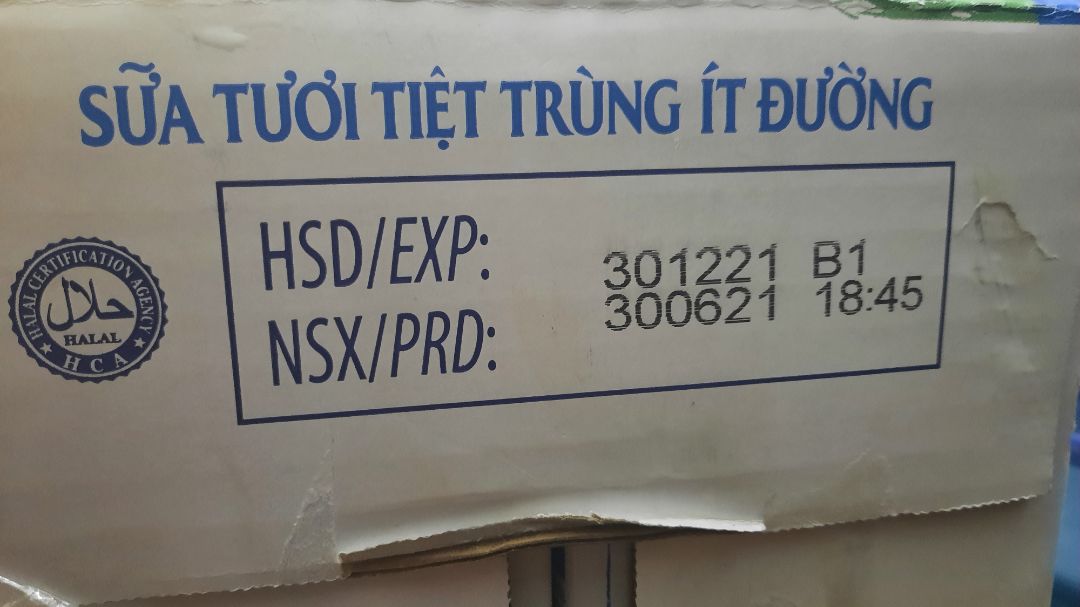 SỮA TƯƠI TIỆT TRÙNG ÍT ĐƯỜNG
HSD/EXP: 301221 B1
NSX/PRD: 300621 18:45
HALAL CERTIFICATION AGENCY
حلال
HALAL
HCA